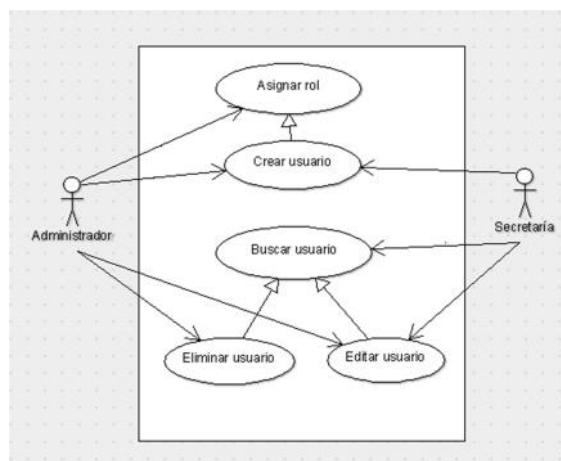 Asignar rol
Crear usuario
Administrador
Secretaría
Buscar usuario
Eliminar usuario
Editar usuario